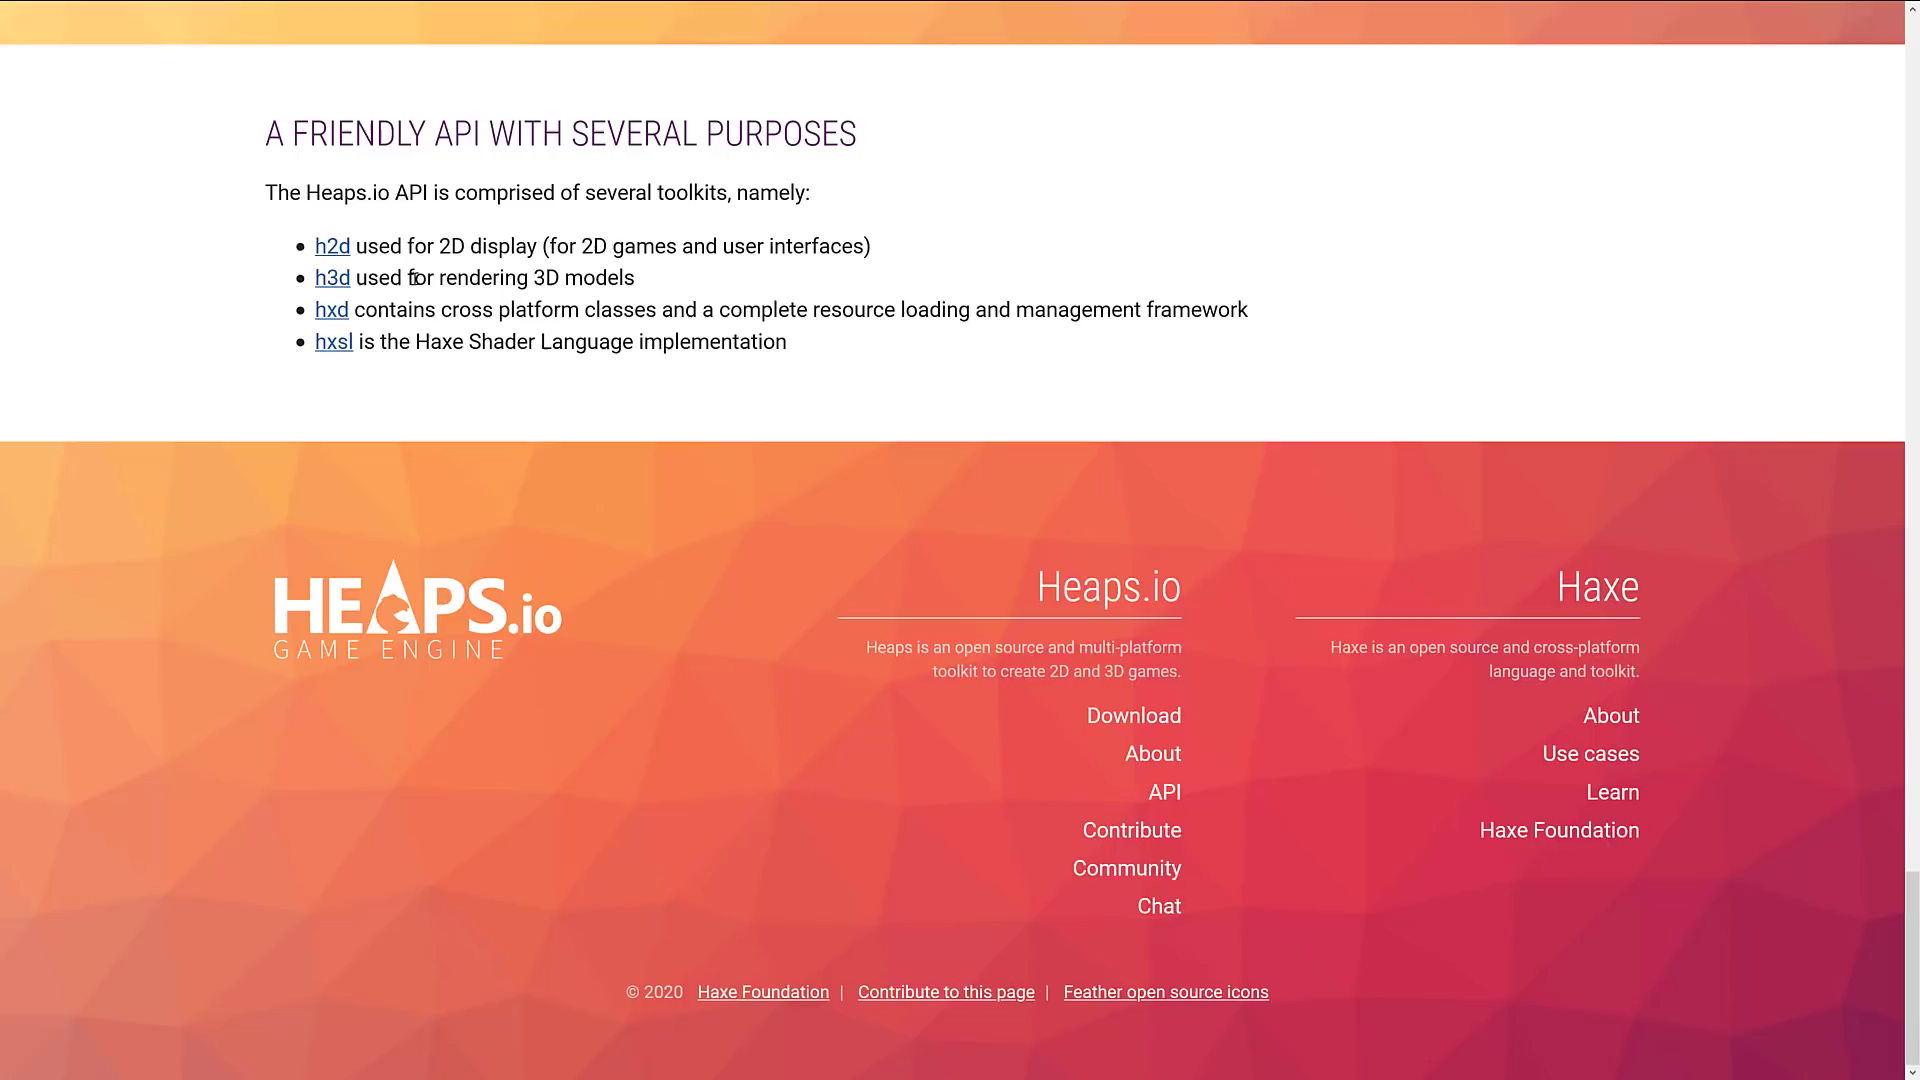 A FRIENDLY API WITH SEVERAL PURPOSES
The Heaps.io API is comprised of several toolkits, namely:
h2d used for 2D display (for 2D games and user interfaces)
h3d used for rendering 3D models
hxd contains cross platform classes and a complete resource loading and management framework
hxsl is the Haxe Shader Language implementation
HEAPS.io
GAME ENGINE
Heaps.io
Heaps is an open source and multi-platform
toolkit to create 2D and 3D games.
Download
About
API
Contribute
Community
Chat
Haxe
Haxe is an open source and cross-platform
language and toolkit.
About
Use cases
Learn
Haxe Foundation
© 2020 Haxe Foundation | Contribute to this page | Feather open source icons